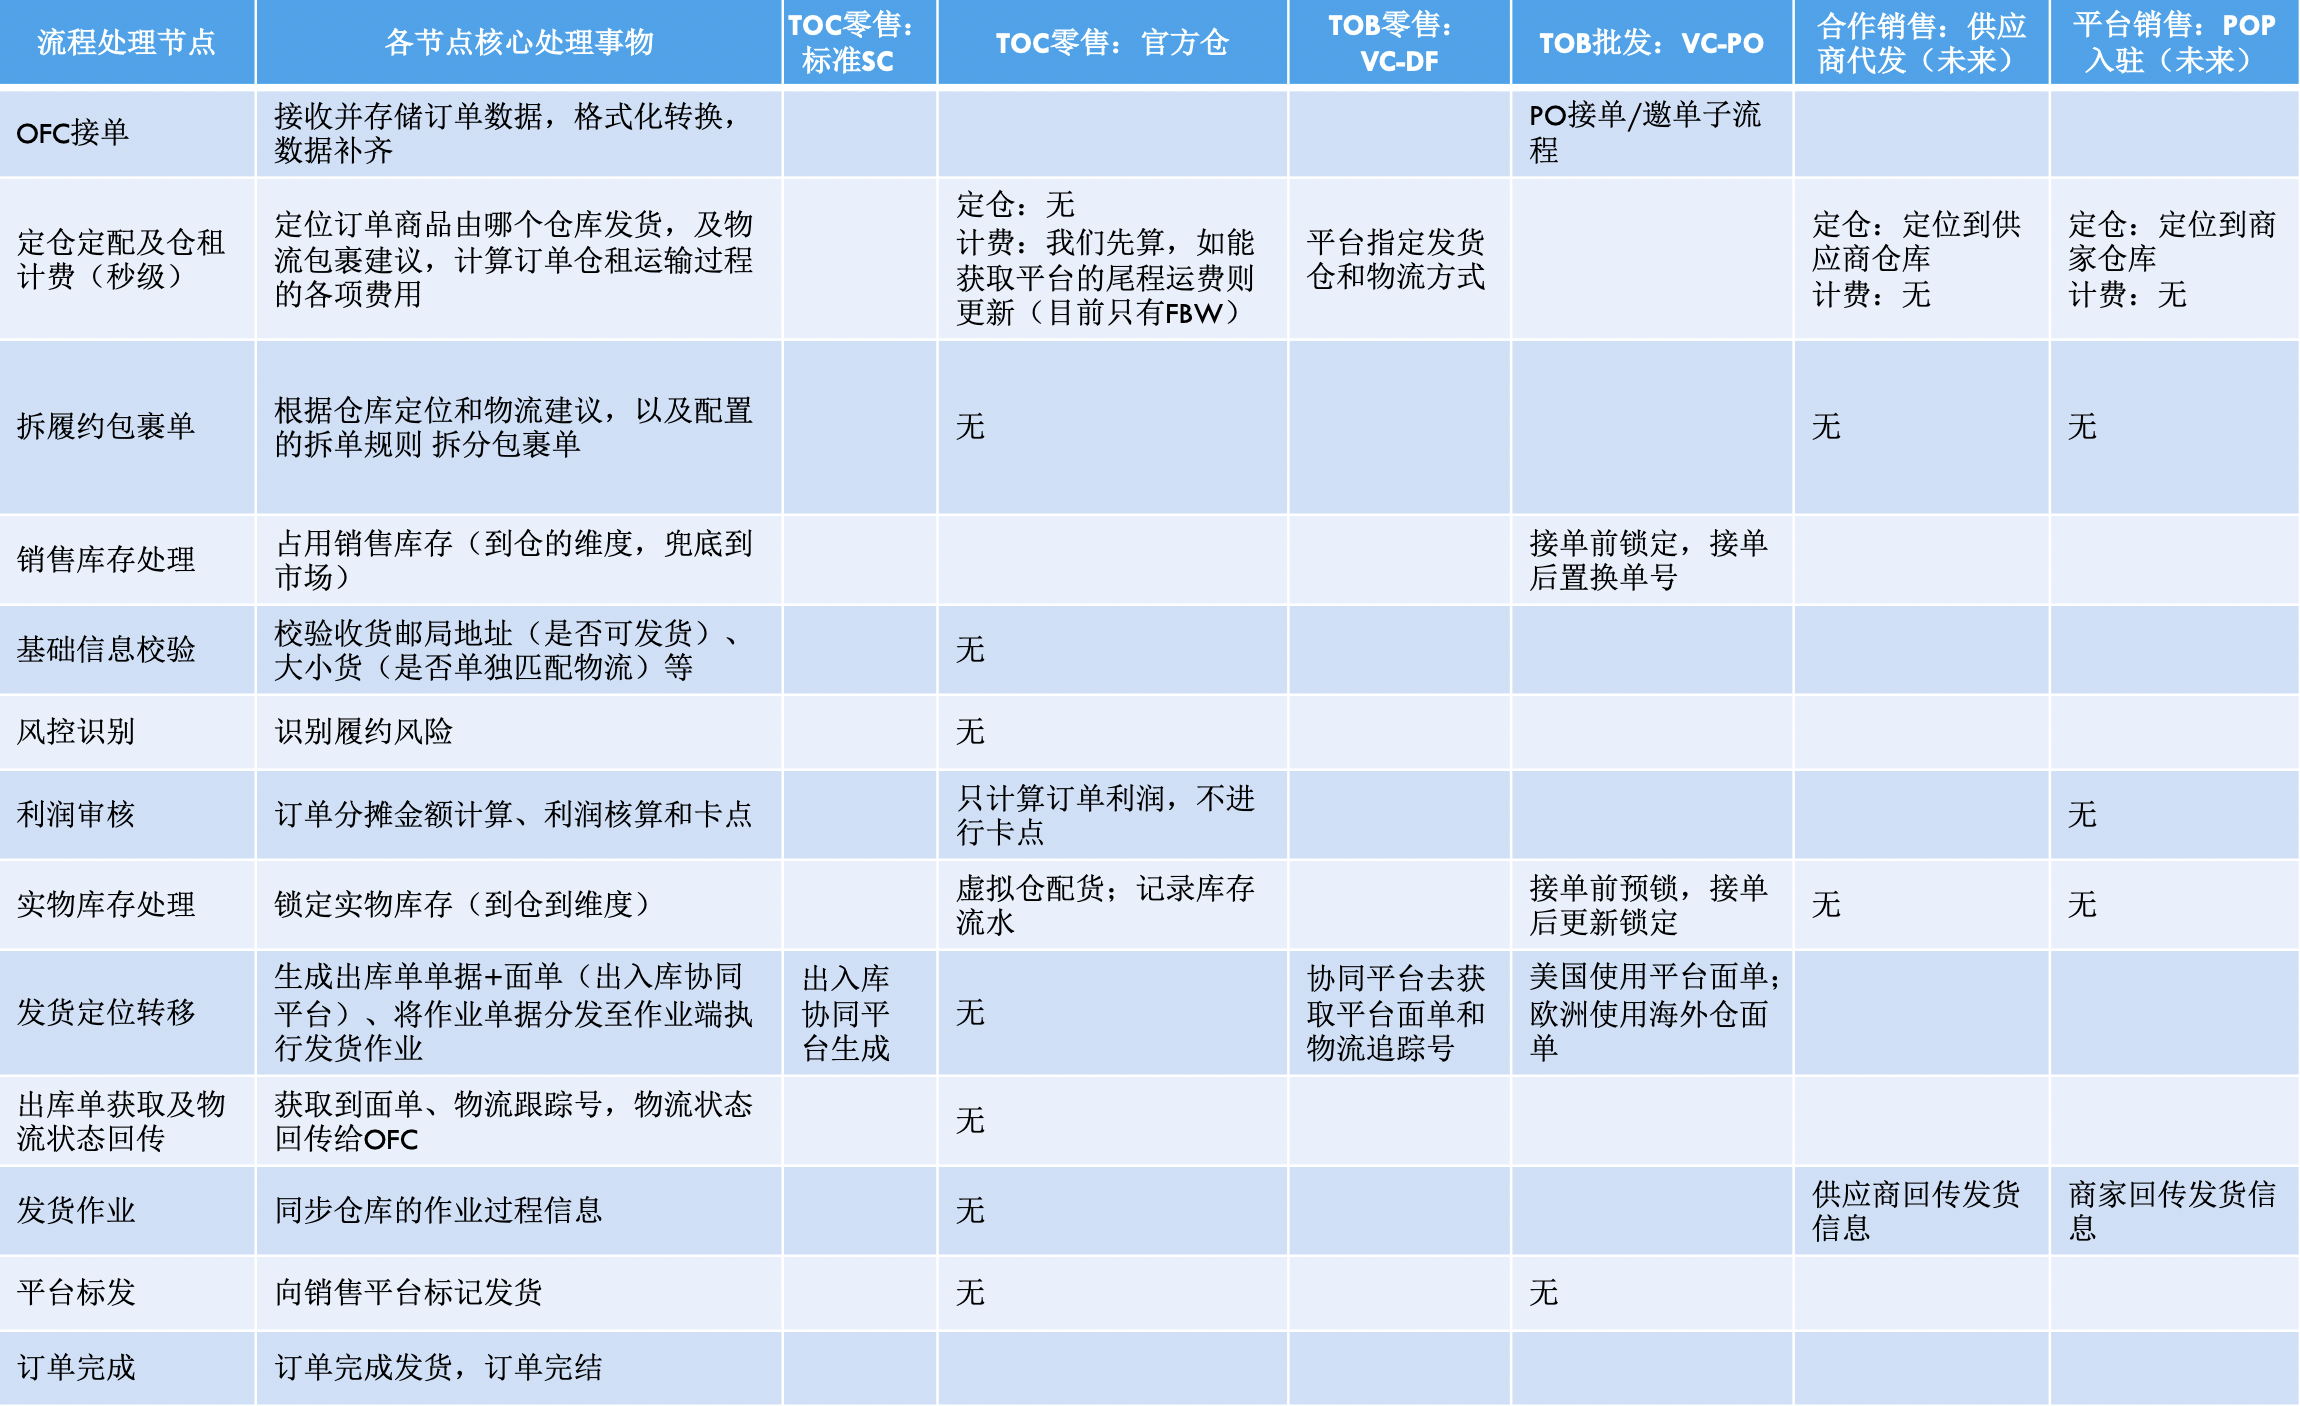 流程处理节点
各节点核心处理事物
TOC零售：
标准SC
TOC零售：官方仓
TOB零售：
VC-DF
TOB批发：VC-PO
合作销售：供应
商代发（未来）
平台销售：POP
入驻（未来）
OFC接单
接收并存储订单数据，格式化转换，
数据补齐
PO接单/邀单子流
程
定仓定配及仓租
计费（秒级）
定位订单商品由哪个仓库发货，及物
流包裹建议，计算订单仓租运输过程
的各项费用
定仓：无
计费：我们先算，如能
获取平台的尾程运费则
更新（目前只有FBW）
平台指定发货
仓和物流方式
定仓：定位到供
应商仓库
计费：无
定仓：定位到商
家仓库
计费：无
拆履约包裹单
根据仓库定位和物流建议，以及配置
的拆单规则 拆分包裹单
无
无
无
销售库存处理
占用销售库存（到仓的维度，兜底到
市场）
接单前锁定，接单
后置换单号
基础信息校验
校验收货邮局地址（是否可发货）、
大小货（是否单独匹配物流）等
无
风控识别
识别履约风险
无
利润审核
订单分摊金额计算、利润核算和卡点
只计算订单利润，不进
行卡点
无
实物库存处理
锁定实物库存（到仓到维度）
虚拟仓配货；记录库存
流水
接单前预锁，接单
后更新锁定
无
无
发货定位转移
生成出库单单据+面单（出入库协同
平台）、将作业单据分发至作业端执
行发货作业
出入库
协同平
台生成
无
协同平台去获
取平台面单和
物流追踪号
美国使用平台面单；
欧洲使用海外仓面
单
出库单获取及物
流状态回传
获取到面单、物流跟踪号，物流状态
回传给OFC
无
发货作业
同步仓库的作业过程信息
无
供应商回传发货
信息
商家回传发货信
息
平台标发
向销售平台标记发货
无
无
订单完成
订单完成发货，订单完结